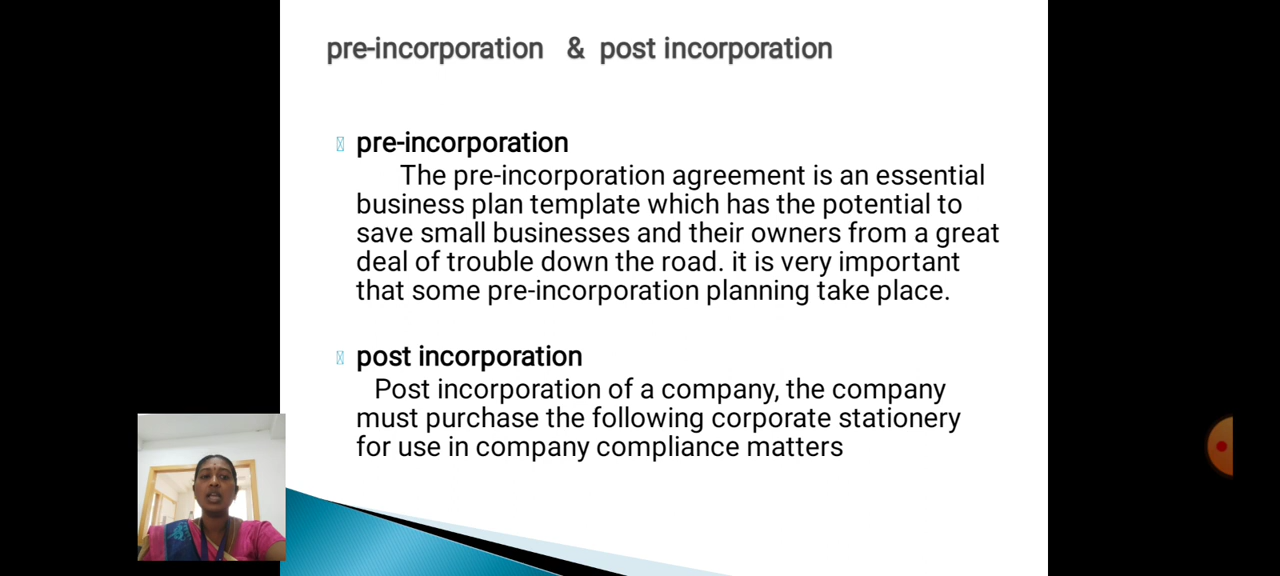 pre-incorporation & post incorporation
pre-incorporation
The pre-incorporation agreement is an essential
business plan template which has the potential to
save small businesses and their owners from a great
deal of trouble down the road. it is very important
that some pre-incorporation planning take place.
post incorporation
Post incorporation of a company, the company
must purchase the following corporate stationery
for use in company compliance matters